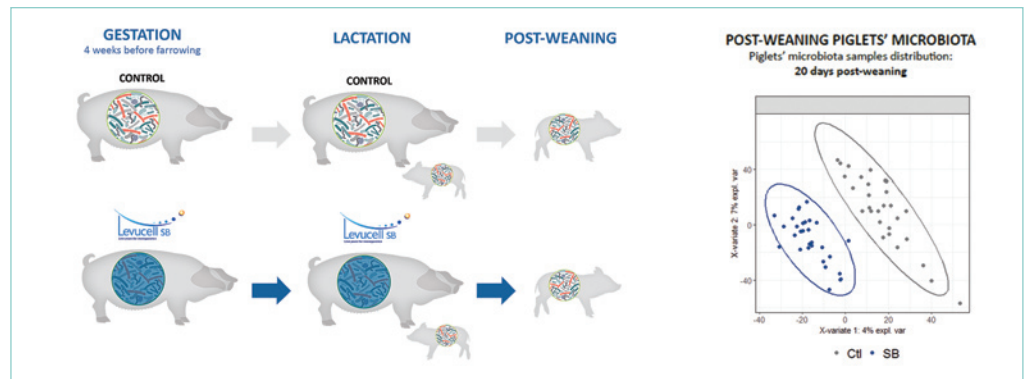 GESTATION
4 weeks before farrowing
LACTATION
POST-WEANING
CONTROL
CONTROL
Levucell SB
Levucell SB
POST-WEANING PIGLETS' MICROBIOTA
Piglets' microbiota samples distribution:
20 days post-weaning
X-variate 2: 7% expl. var
40
0
-40
-40
-20
0
20
40
X-variate 1: 4% expl. var
Ctl
SB